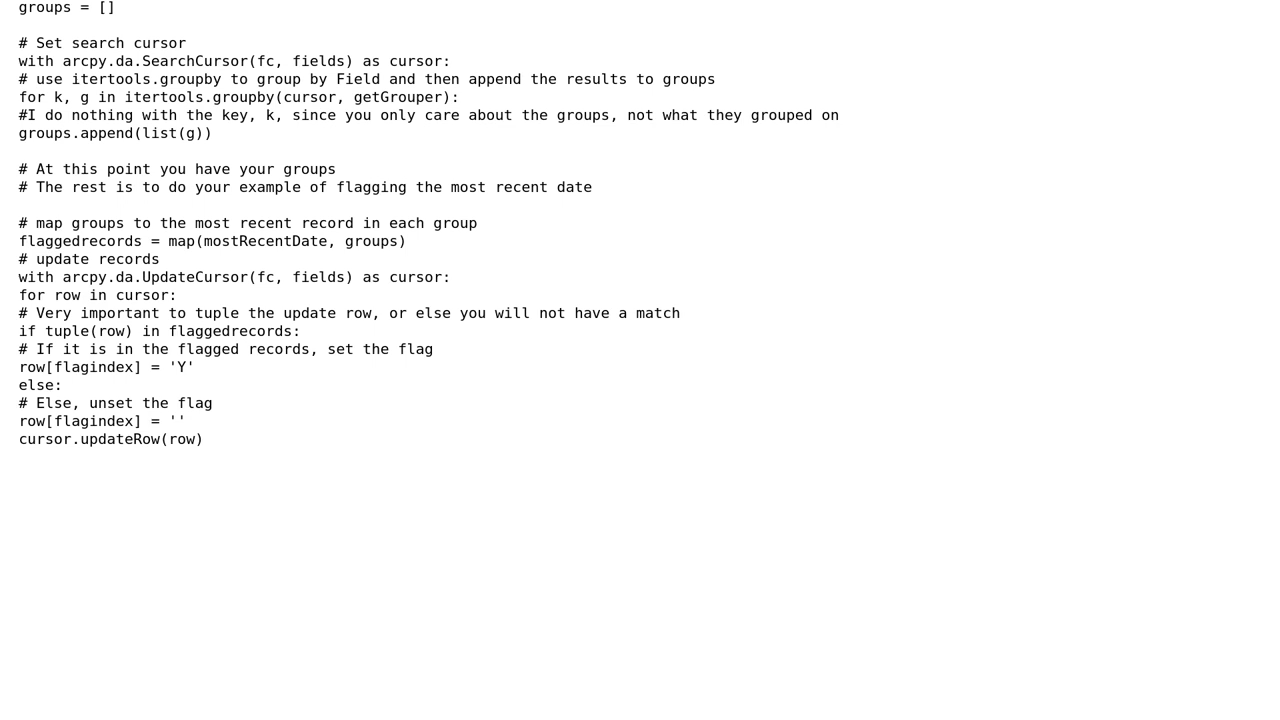 groups = []
# Set search cursor
with arcpy.da.SearchCursor(fc, fields) as cursor:
# use itertools.groupby to group by Field and then append the results to groups
for k, g in itertools.groupby(cursor, getGrouper):
#I do nothing with the key, k, since you only care about the groups, not what they grouped on
groups.append(list(g))
# At this point you have your groups
# The rest is to do your example of flagging the most recent date
# map groups to the most recent record in each group
flaggedrecords = map(mostRecentDate, groups)
# update records
with arcpy.da.UpdateCursor(fc, fields) as cursor:
for row in cursor:
# Very important to tuple the update row, or else you will not have a match
if tuple(row) in flaggedrecords:
# If it is in the flagged records, set the flag
row[flagindex] = 'Y'
else:
# Else, unset the flag
row[flagindex] = ''
cursor.updateRow(row)